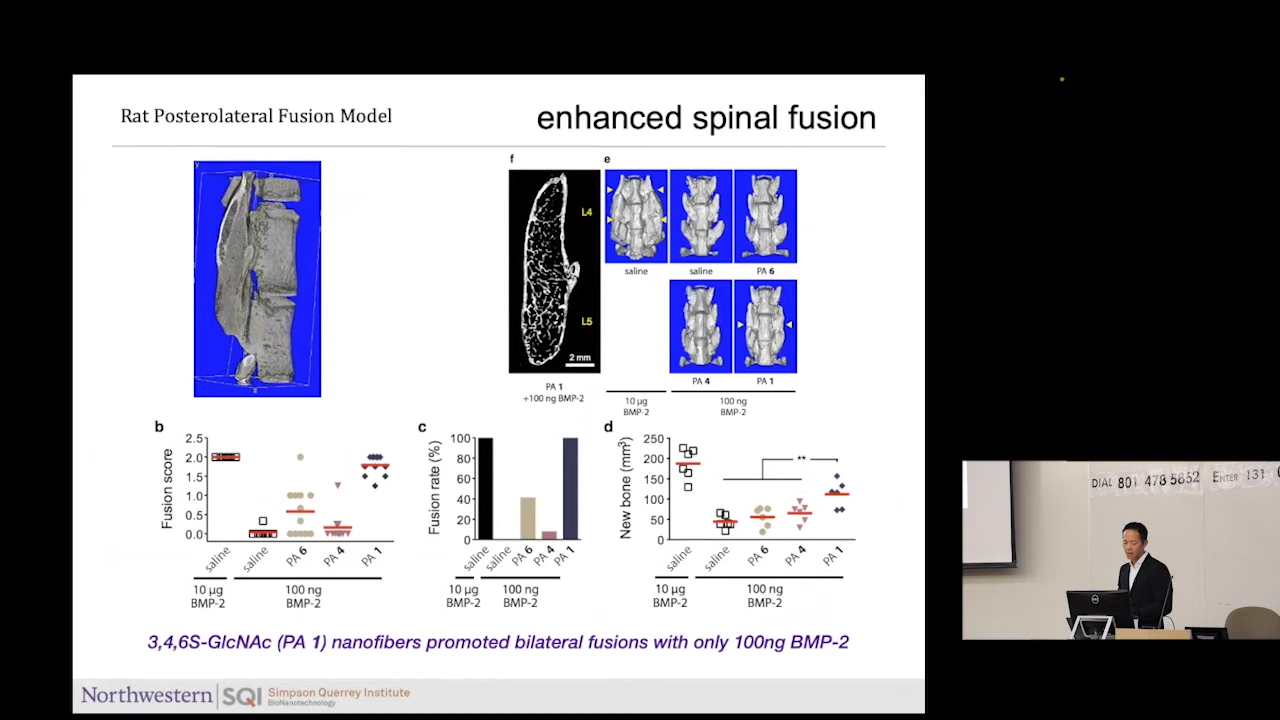 Rat Posterolateral Fusion Model
enhanced spinal fusion
f
e
L4
L5
2 mm
PA 1
+100 ng BMP-2
saline
saline
PA 6
PA 4
PA 1
10 µg
BMP-2
100 ng
BMP-2
b
Fusion score
2.5
2.0
1.5
1.0
0.5
0.0
saline
saline
PA 6
PA 4
PA 1
10 µg
BMP-2
100 ng
BMP-2
c
Fusion rate (%)
100
80
60
40
20
0
saline
saline
PA 6
PA 4
PA 1
10 µg
BMP-2
100 ng
BMP-2
d
New bone (mm³)
250
200
150
100
50
0
**
saline
saline
PA 6
PA 4
PA 1
10 µg
BMP-2
100 ng
BMP-2
3,4,6S-GlcNAc (PA 1) nanofibers promoted bilateral fusions with only 100ng BMP-2
Northwestern SQI Simpson Querrey Institute
BioNanotechnology
DIAL 801 478 5852 ENTER 131
DELL